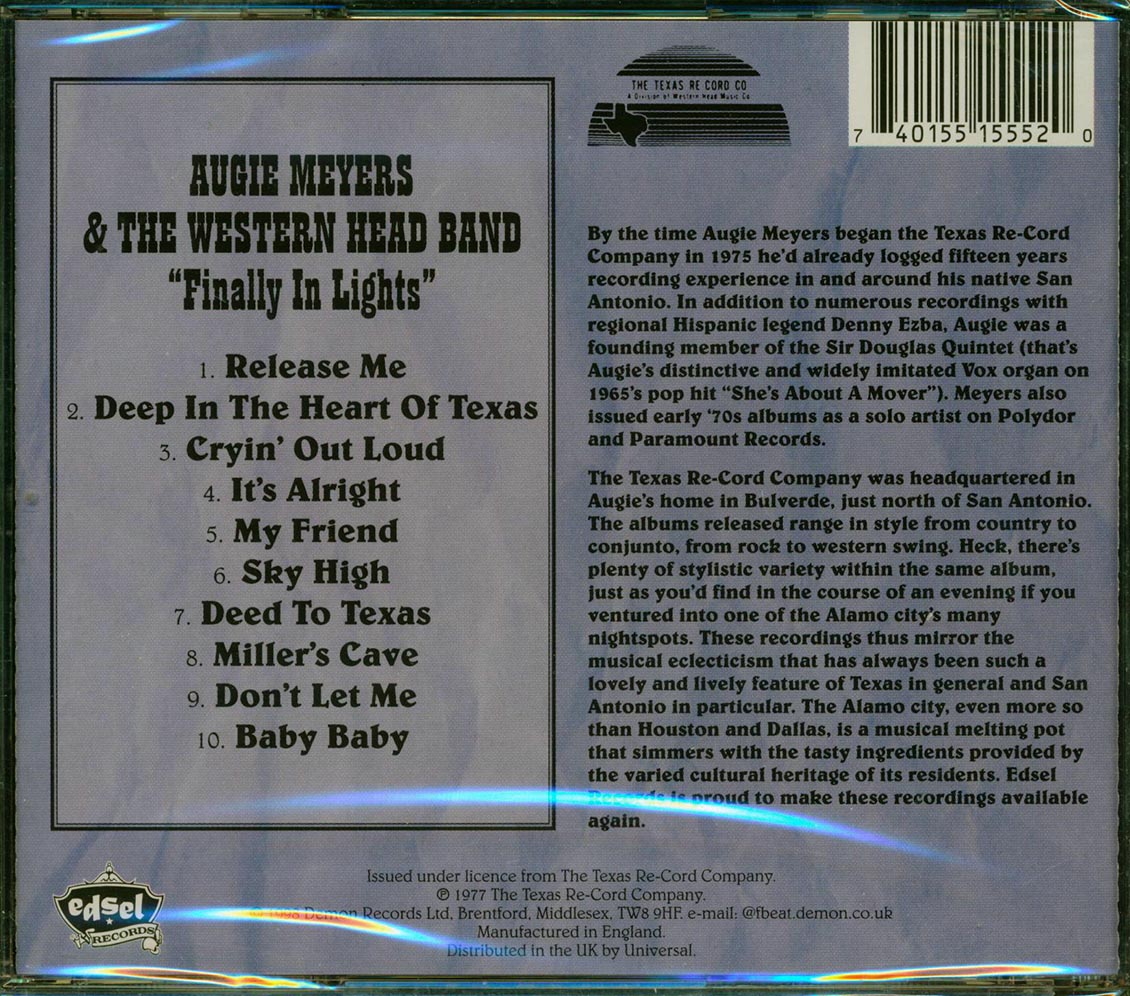 AUGIE MEYERS
& THE WESTERN HEAD BAND
“Finally In Lights”
1. Release Me
2. Deep In The Heart Of Texas
3. Cryin’ Out Loud
4. It’s Alright
5. My Friend
6. Sky High
7. Deed To Texas
8. Miller’s Cave
9. Don’t Let Me
10. Baby Baby
THE TEXAS RE CORD CO
A Division of Western Head Music Co
7 40155 15552 0
By the time Augie Meyers began the Texas Re-Cord
Company in 1975 he’d already logged fifteen years
recording experience in and around his native San
Antonio. In addition to numerous recordings with
regional Hispanic legend Denny Ezba, Augie was a
founding member of the Sir Douglas Quintet (that’s
Augie’s distinctive and widely imitated Vox organ on
1965’s pop hit “She’s About A Mover”). Meyers also
issued early ‘70s albums as a solo artist on Polydor
and Paramount Records.
The Texas Re-Cord Company was headquartered in
Augie’s home in Bulverde, just north of San Antonio.
The albums released range in style from country to
conjunto, from rock to western swing. Heck, there’s
plenty of stylistic variety within the same album,
just as you’d find in the course of an evening if you
ventured into one of the Alamo city’s many
nightspots. These recordings thus mirror the
musical eclecticism that has always been such a
lovely and lively feature of Texas in general and San
Antonio in particular. The Alamo city, even more so
than Houston and Dallas, is a musical melting pot
that simmers with the tasty ingredients provided by
the varied cultural heritage of its residents. Edsel
Records is proud to make these recordings available
again.
edsel
RECORDS
Issued under licence from The Texas Re-Cord Company.
℗ 1977 The Texas Re-Cord Company.
© 1998 Demon Records Ltd, Brentford, Middlesex, TW8 9HF. e-mail: @fbeat.demon.co.uk
Manufactured in England.
Distributed in the UK by Universal.